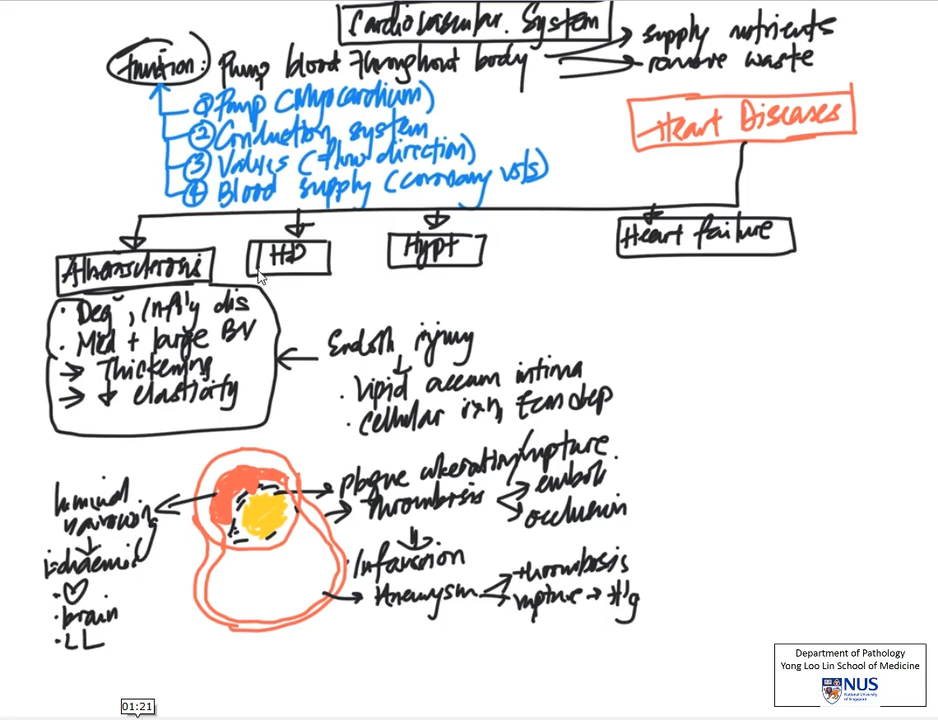 Cardiovascular System
Function: Pump blood throughout body
supply nutrients
remove waste
① Pump (Myocardium)
② Conduction system
③ Valves (flow direction)
④ Blood supply (coronary vsls)
Heart Diseases
Atherosclerosis
IHD
Hypt
Heart failure
· Degⁿ, Infl'y dis
· Med + large BV
→ Thickening
→ ↓ elasticity
Endoth injury
· lipid accum intima
· cellular rxn, ECM dep
Plaque ulceration/rupture
thrombosis
emboli
occlusion
luminal
narrowing
ischaemia
· ♡
· brain
· LL
· Infarction
Aneurysm
thrombosis
rupture → H'g
01:21
Department of Pathology
Yong Loo Lin School of Medicine
NUS
National University
of Singapore